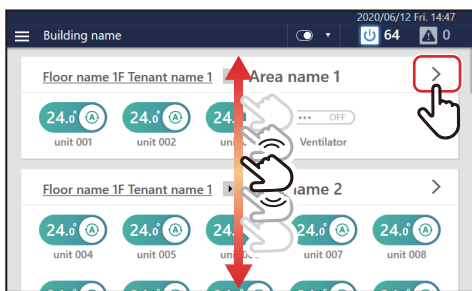 2020/06/12 Fri. 14:47
Building name 64 0
Floor name 1F Tenant name 1 Area name 1
24.0° A 24.0° A 24. OFF
unit 001 unit 002 Ventilator
Floor name 1F Tenant name 1 name 2
24.0° A 24.0° A 24. 24.0° A 24.0° A
unit 004 unit 005 unit 007 unit 008